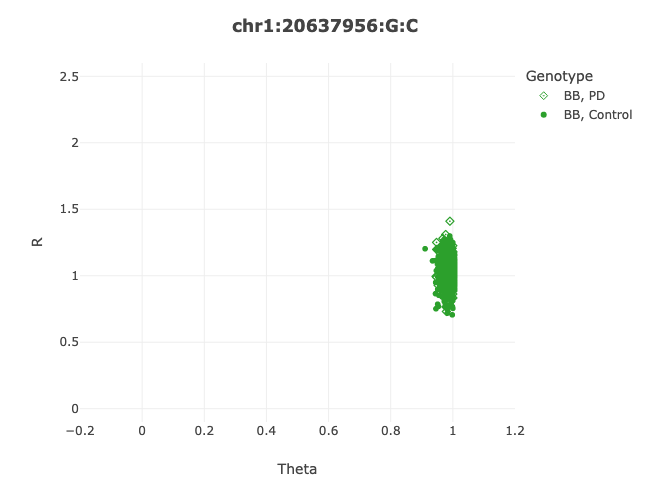 chr1:20637956:G:C
Genotype
BB, PD
BB, Control
2.5
2
1.5
1
0.5
0
R
−0.2 0 0.2 0.4 0.6 0.8 1 1.2
Theta